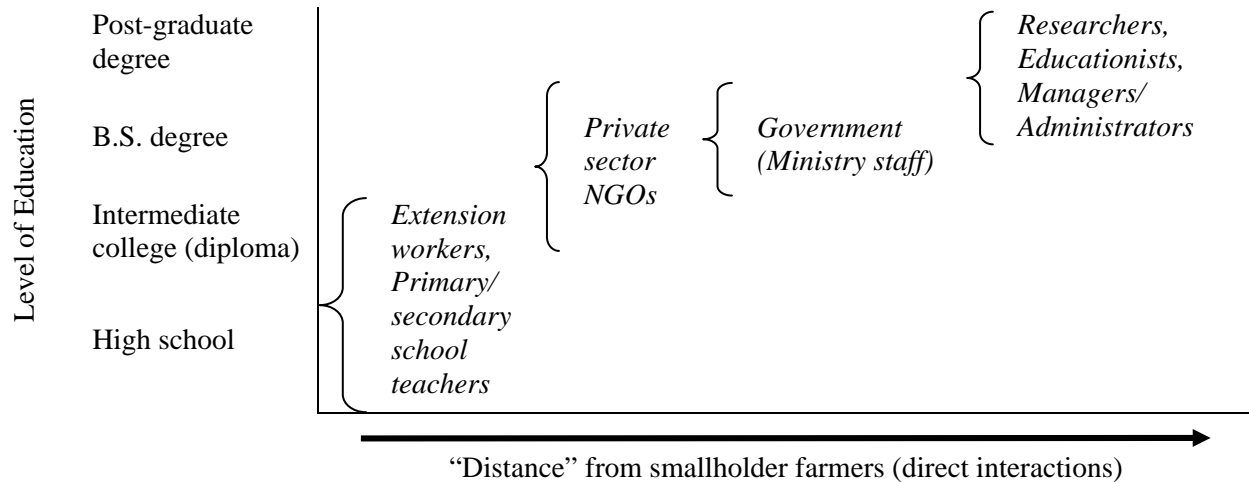 Level of Education
Post-graduate
degree
B.S. degree
Intermediate
college (diploma)
High school
Extension
workers,
Primary/
secondary
school
teachers
Private
sector
NGOs
Government
(Ministry staff)
Researchers,
Educationists,
Managers/
Administrators
“Distance” from smallholder farmers (direct interactions)